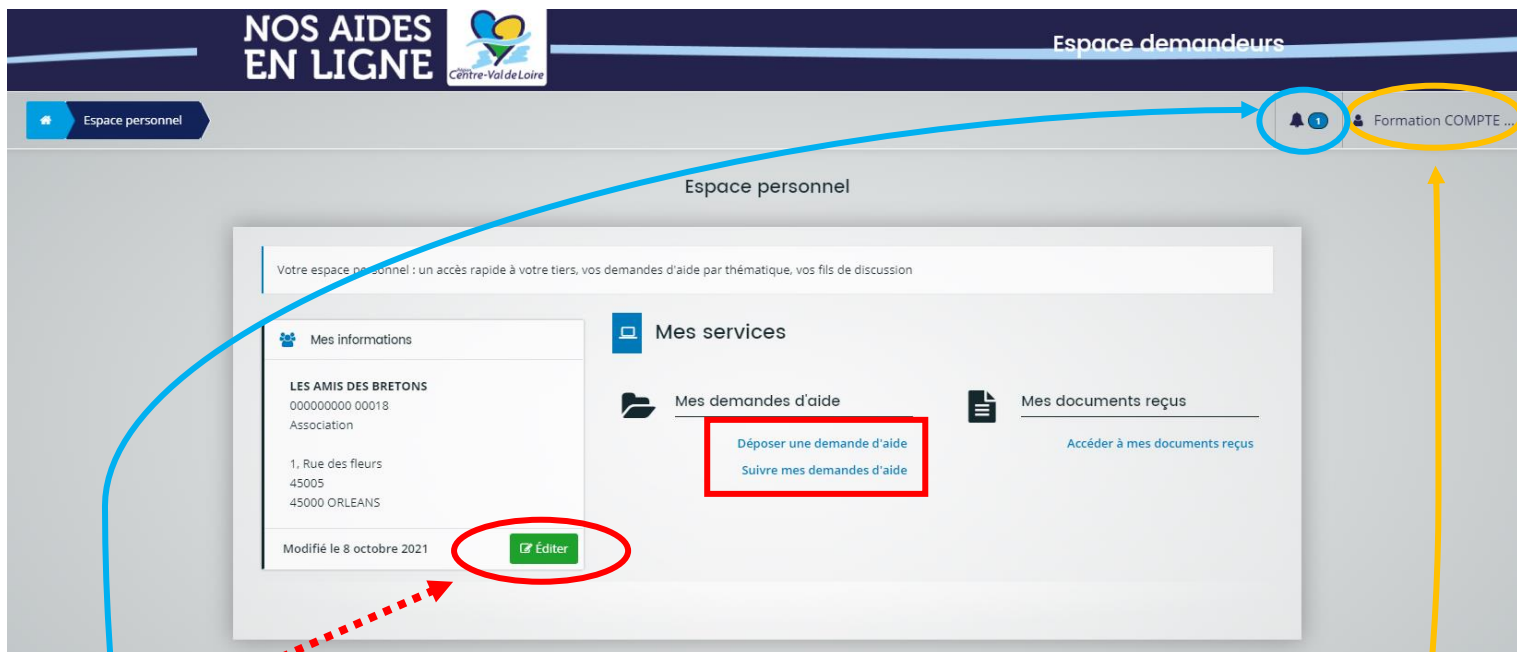 NOS AIDES
EN LIGNE
Région
Centre-Val de Loire
Espace demandeurs
Espace personnel
1
Formation COMPTE ...
Espace personnel
Votre espace personnel : un accès rapide à votre tiers, vos demandes d'aide par thématique, vos fils de discussion
Mes informations
LES AMIS DES BRETONS
000000000 00018
Association
1, Rue des fleurs
45005
45000 ORLEANS
Modifié le 8 octobre 2021
Éditer
Mes services
Mes demandes d'aide
Déposer une demande d'aide
Suivre mes demandes d'aide
Mes documents reçus
Accéder à mes documents reçus